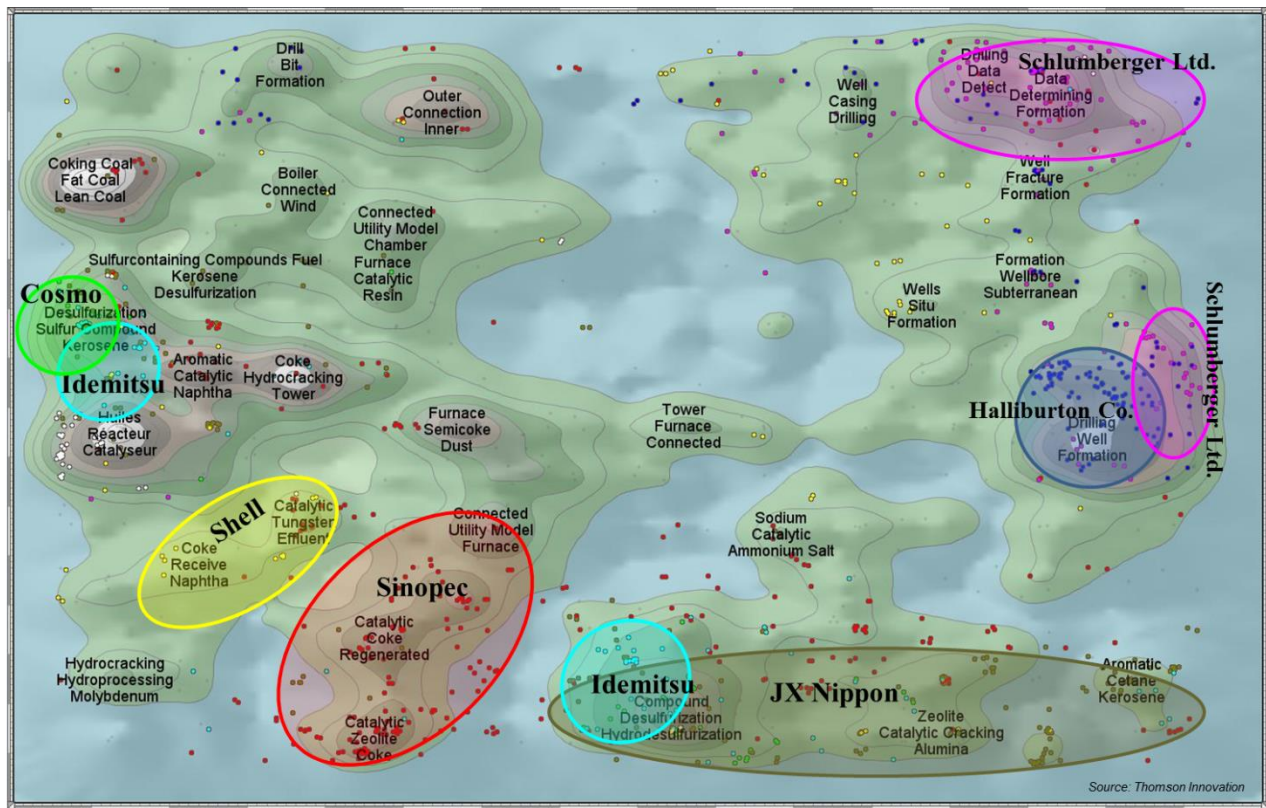 Drill
Bit
Formation
Outer
Connection
Inner
Well
Casing
Drilling
Drilling
Data
Detect
Schlumberger Ltd.
Data
Determining
Formation
Coking Coal
Fat Coal
Lean Coal
Boiler
Connected
Wind
Well
Fracture
Formation
Connected
Utility Model
Chamber
Furnace
Catalytic
Resin
Sulfurcontaining Compounds Fuel
Kerosene
Desulfurization
Formation
Wellbore
Subterranean
Wells
Situ
Formation
Cosmo
Desulfurization
Sulfur Compound
Kerosene
Idemitsu
Aromatic
Catalytic
Naphtha
Coke
Hydrocracking
Tower
Schlumberger Ltd.
Halliburton Co.
Drilling
Well
Formation
Huiles
Reacteur
Catalyseur
Furnace
Semicoke
Dust
Tower
Furnace
Connected
Shell
Catalytic
Tungsten
Effluent
Coke
Receive
Naphtha
Connected
Utility Model
Furnace
Sodium
Catalytic
Ammonium Salt
Sinopec
Catalytic
Coke
Regenerated
Hydrocracking
Hydroprocessing
Molybdenum
Idemitsu
Compound
Desulfurization
Hydrodesulfurization
JX Nippon
Aromatic
Cetane
Kerosene
Catalytic
Zeolite
Coke
Zeolite
Catalytic Cracking
Alumina
Source: Thomson Innovation